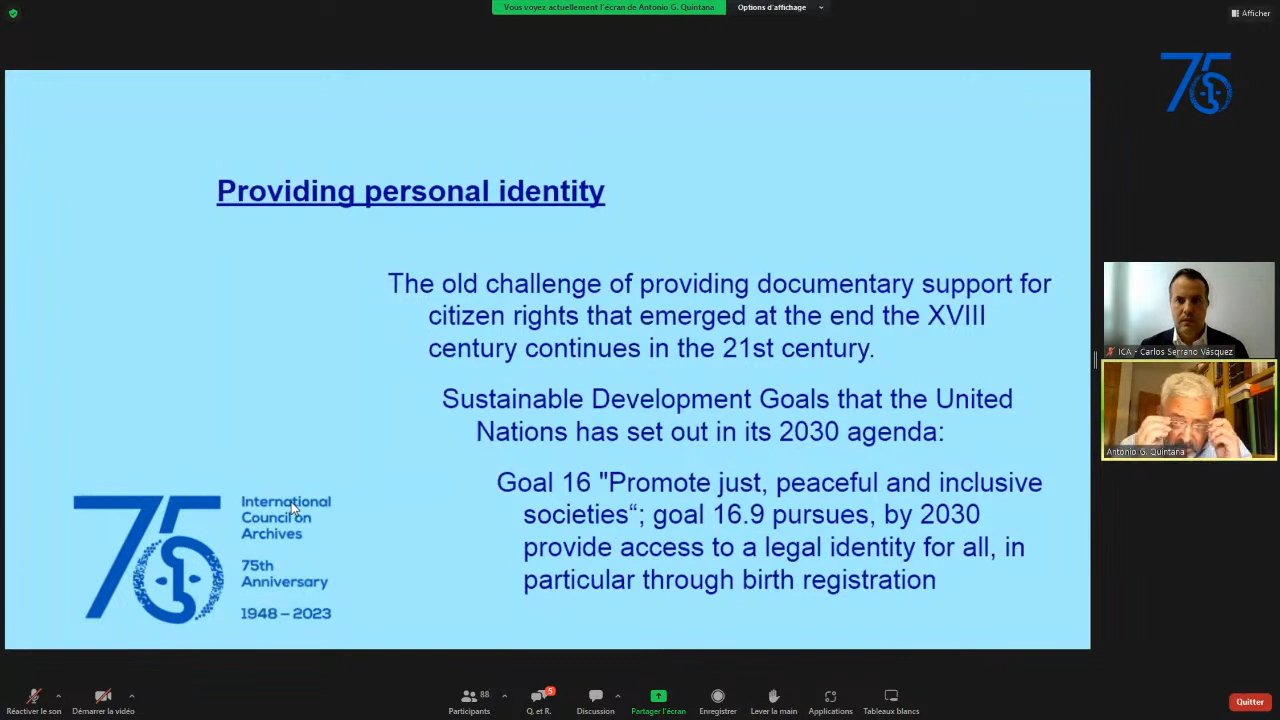 Vous voyez actuellement l'écran de Antonio G. Quintana
Options d'affichage
Afficher
75
Providing personal identity
The old challenge of providing documentary support for
citizen rights that emerged at the end the XVIII
century continues in the 21st century.
Sustainable Development Goals that the United
Nations has set out in its 2030 agenda:
Goal 16 "Promote just, peaceful and inclusive
societies“; goal 16.9 pursues, by 2030
provide access to a legal identity for all, in
particular through birth registration
75
International
Council on
Archives
75th
Anniversary
1948 – 2023
ICA - Carlos Serrano Vásquez
Antonio G. Quintana
Réactiver le son
Démarrer la vidéo
88
Participants
5
Q. et R.
Discussion
Partager l'écran
Enregistrer
Lever la main
Applications
Tableaux blancs
Quitter